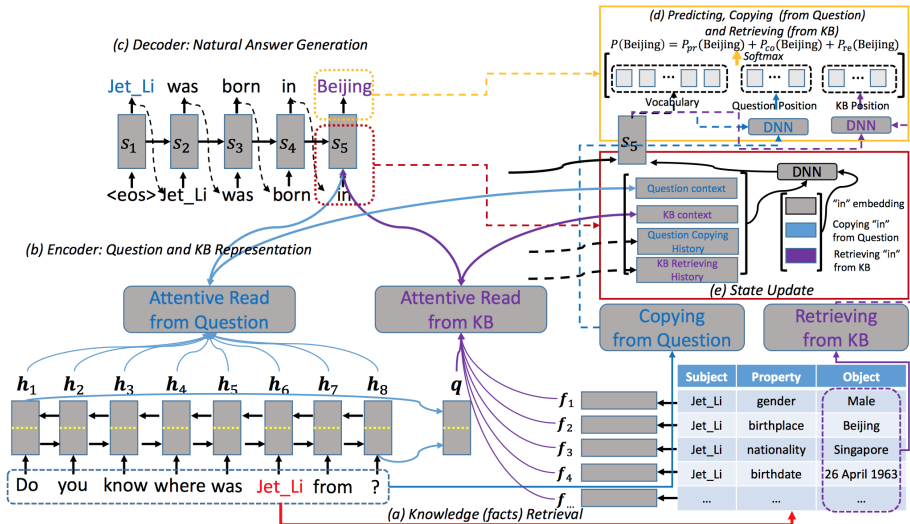 (d) Predicting, Copying (from Question)
and Retrieving (from KB)
P(Beijing) = P_pr(Beijing) + P_co(Beijing) + P_re(Beijing)
Softmax
...
...
...
Vocabulary
Question Position
KB Position
DNN
DNN
(c) Decoder: Natural Answer Generation
Jet_Li
was
born
in
Beijing
s1
s2
s3
s4
s5
<eos>
Jet_Li
was
born
in
s5
Question context
KB context
Question Copying
History
KB Retrieving
History
DNN
"in" embedding
Copying "in"
from Question
Retrieving "in"
from KB
(e) State Update
(b) Encoder: Question and KB Representation
Attentive Read
from Question
Attentive Read
from KB
Copying
from Question
Retrieving
from KB
h1
h2
h3
h4
h5
h6
h7
h8
q
f1
f2
f3
f4
f...
Subject Property Object
Jet_Li gender Male
Jet_Li birthplace Beijing
Jet_Li nationality Singapore
Jet_Li birthdate 26 April 1963
... ... ...
Do you know where was Jet_Li from ?
(a) Knowledge (facts) Retrieval